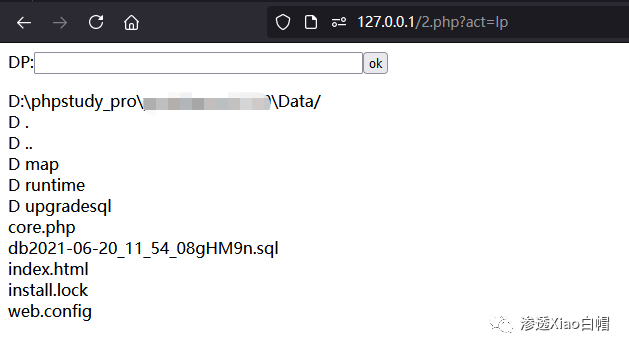 127.0.0.1/2.php?act=lp
DP: ok
D:\phpstudy_pro\ \Data/
D .
D ..
D map
D runtime
D upgradesql
core.php
db2021-06-20_11_54_08gHM9n.sql
index.html
install.lock
web.config
渗透Xiao白帽